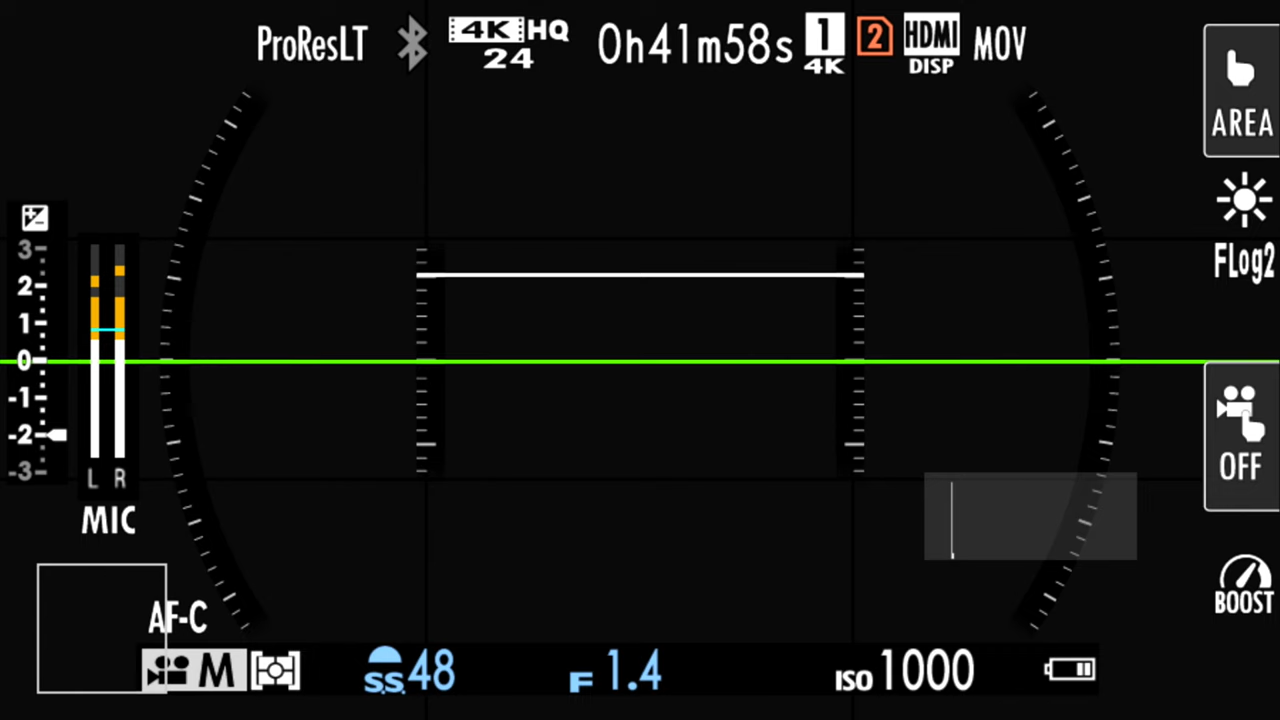 ProResLT 4K HQ 24 0h41m58s 1 4K 2 HDMI DISP MOV
AREA
FLog2
3
2
1
0
-1
-2
-3
L R
MIC
OFF
BOOST
AF-C
M S.S. 48 F 1.4 ISO 1000